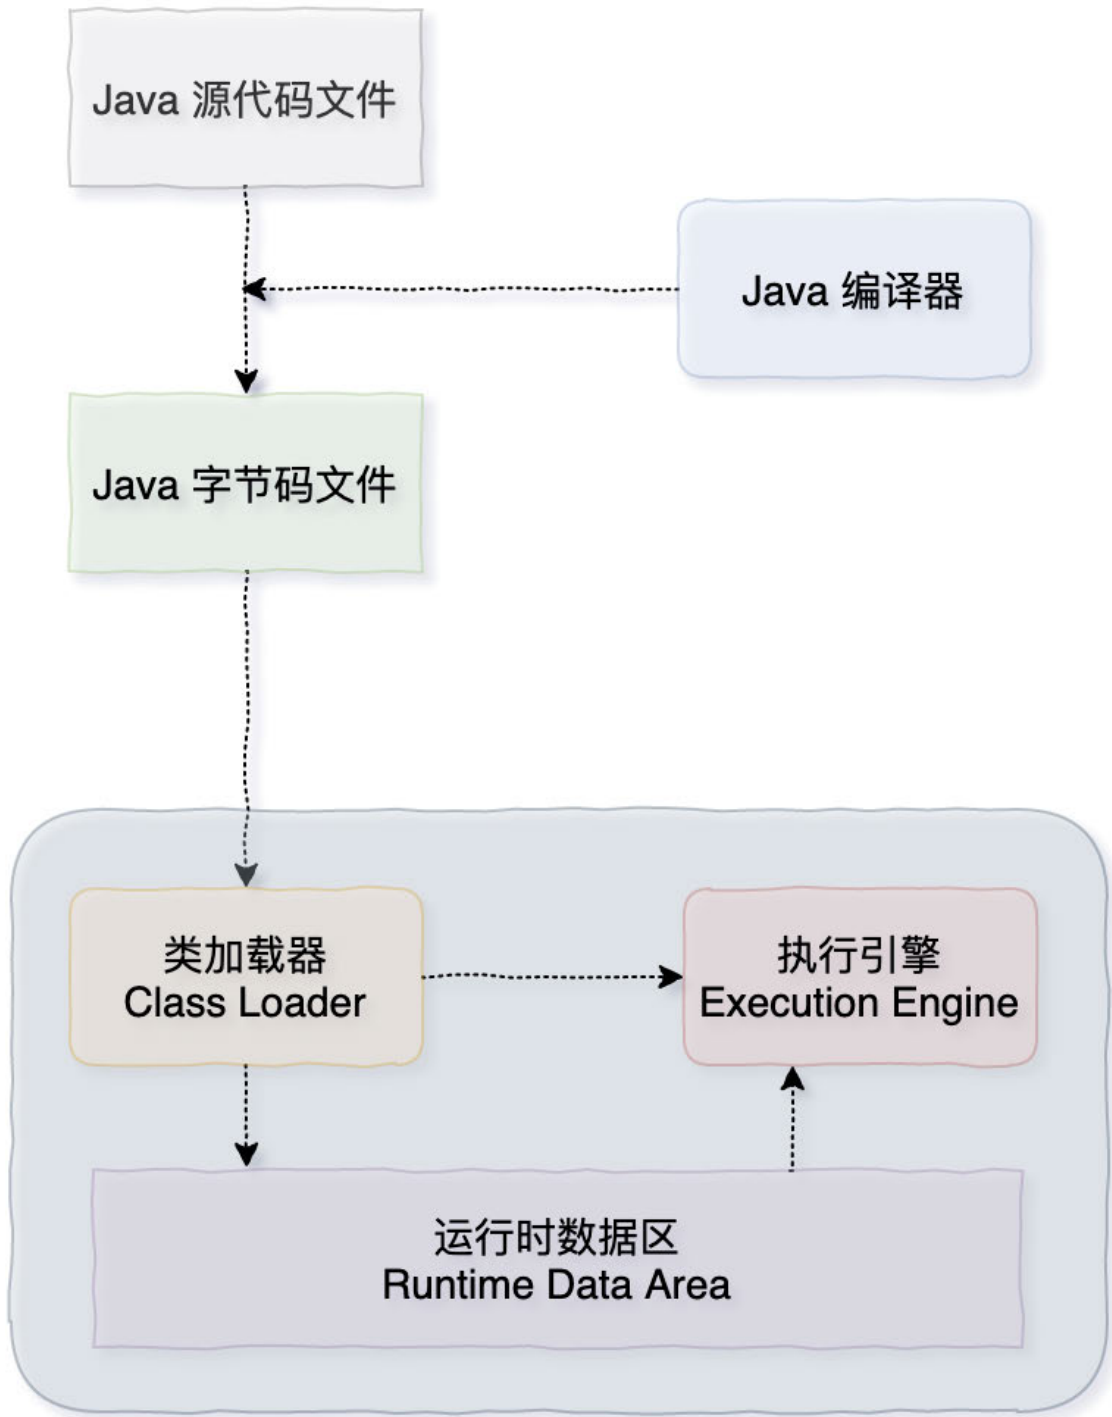 Java 源代码文件
Java 编译器
Java 字节码文件
类加载器
Class Loader
执行引擎
Execution Engine
运行时数据区
Runtime Data Area